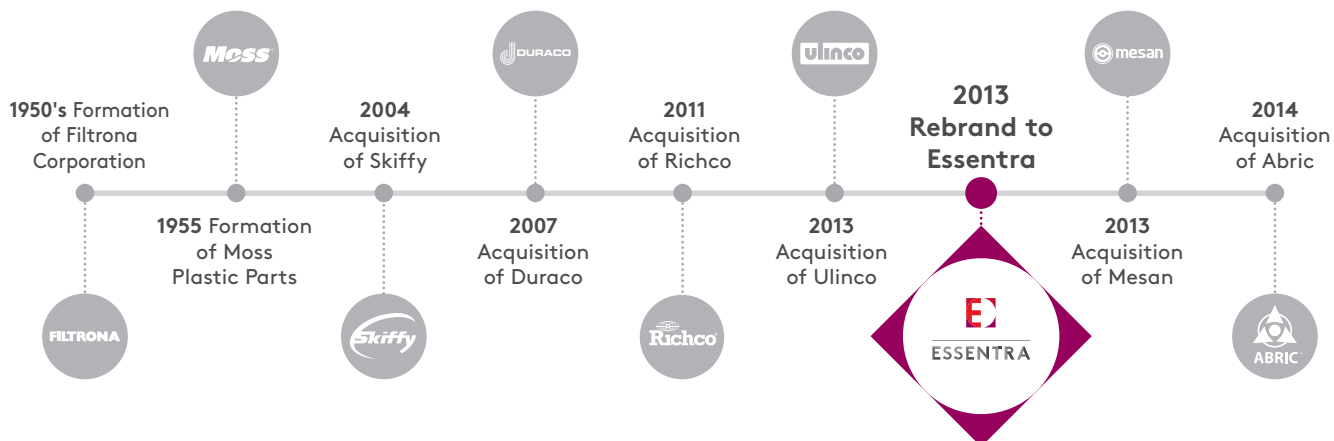 Moss
DURACO
ulinco
mesan
1950's Formation
of Filtrona
Corporation
2004
Acquisition
of Skiffy
2011
Acquisition
of Richco
2013
Rebrand to
Essentra
2014
Acquisition
of Abric
1955 Formation
of Moss
Plastic Parts
2007
Acquisition
of Duraco
2013
Acquisition
of Ulinco
2013
Acquisition
of Mesan
FILTRONA
Skiffy
Richco
E
ESSENTRA
ABRIC